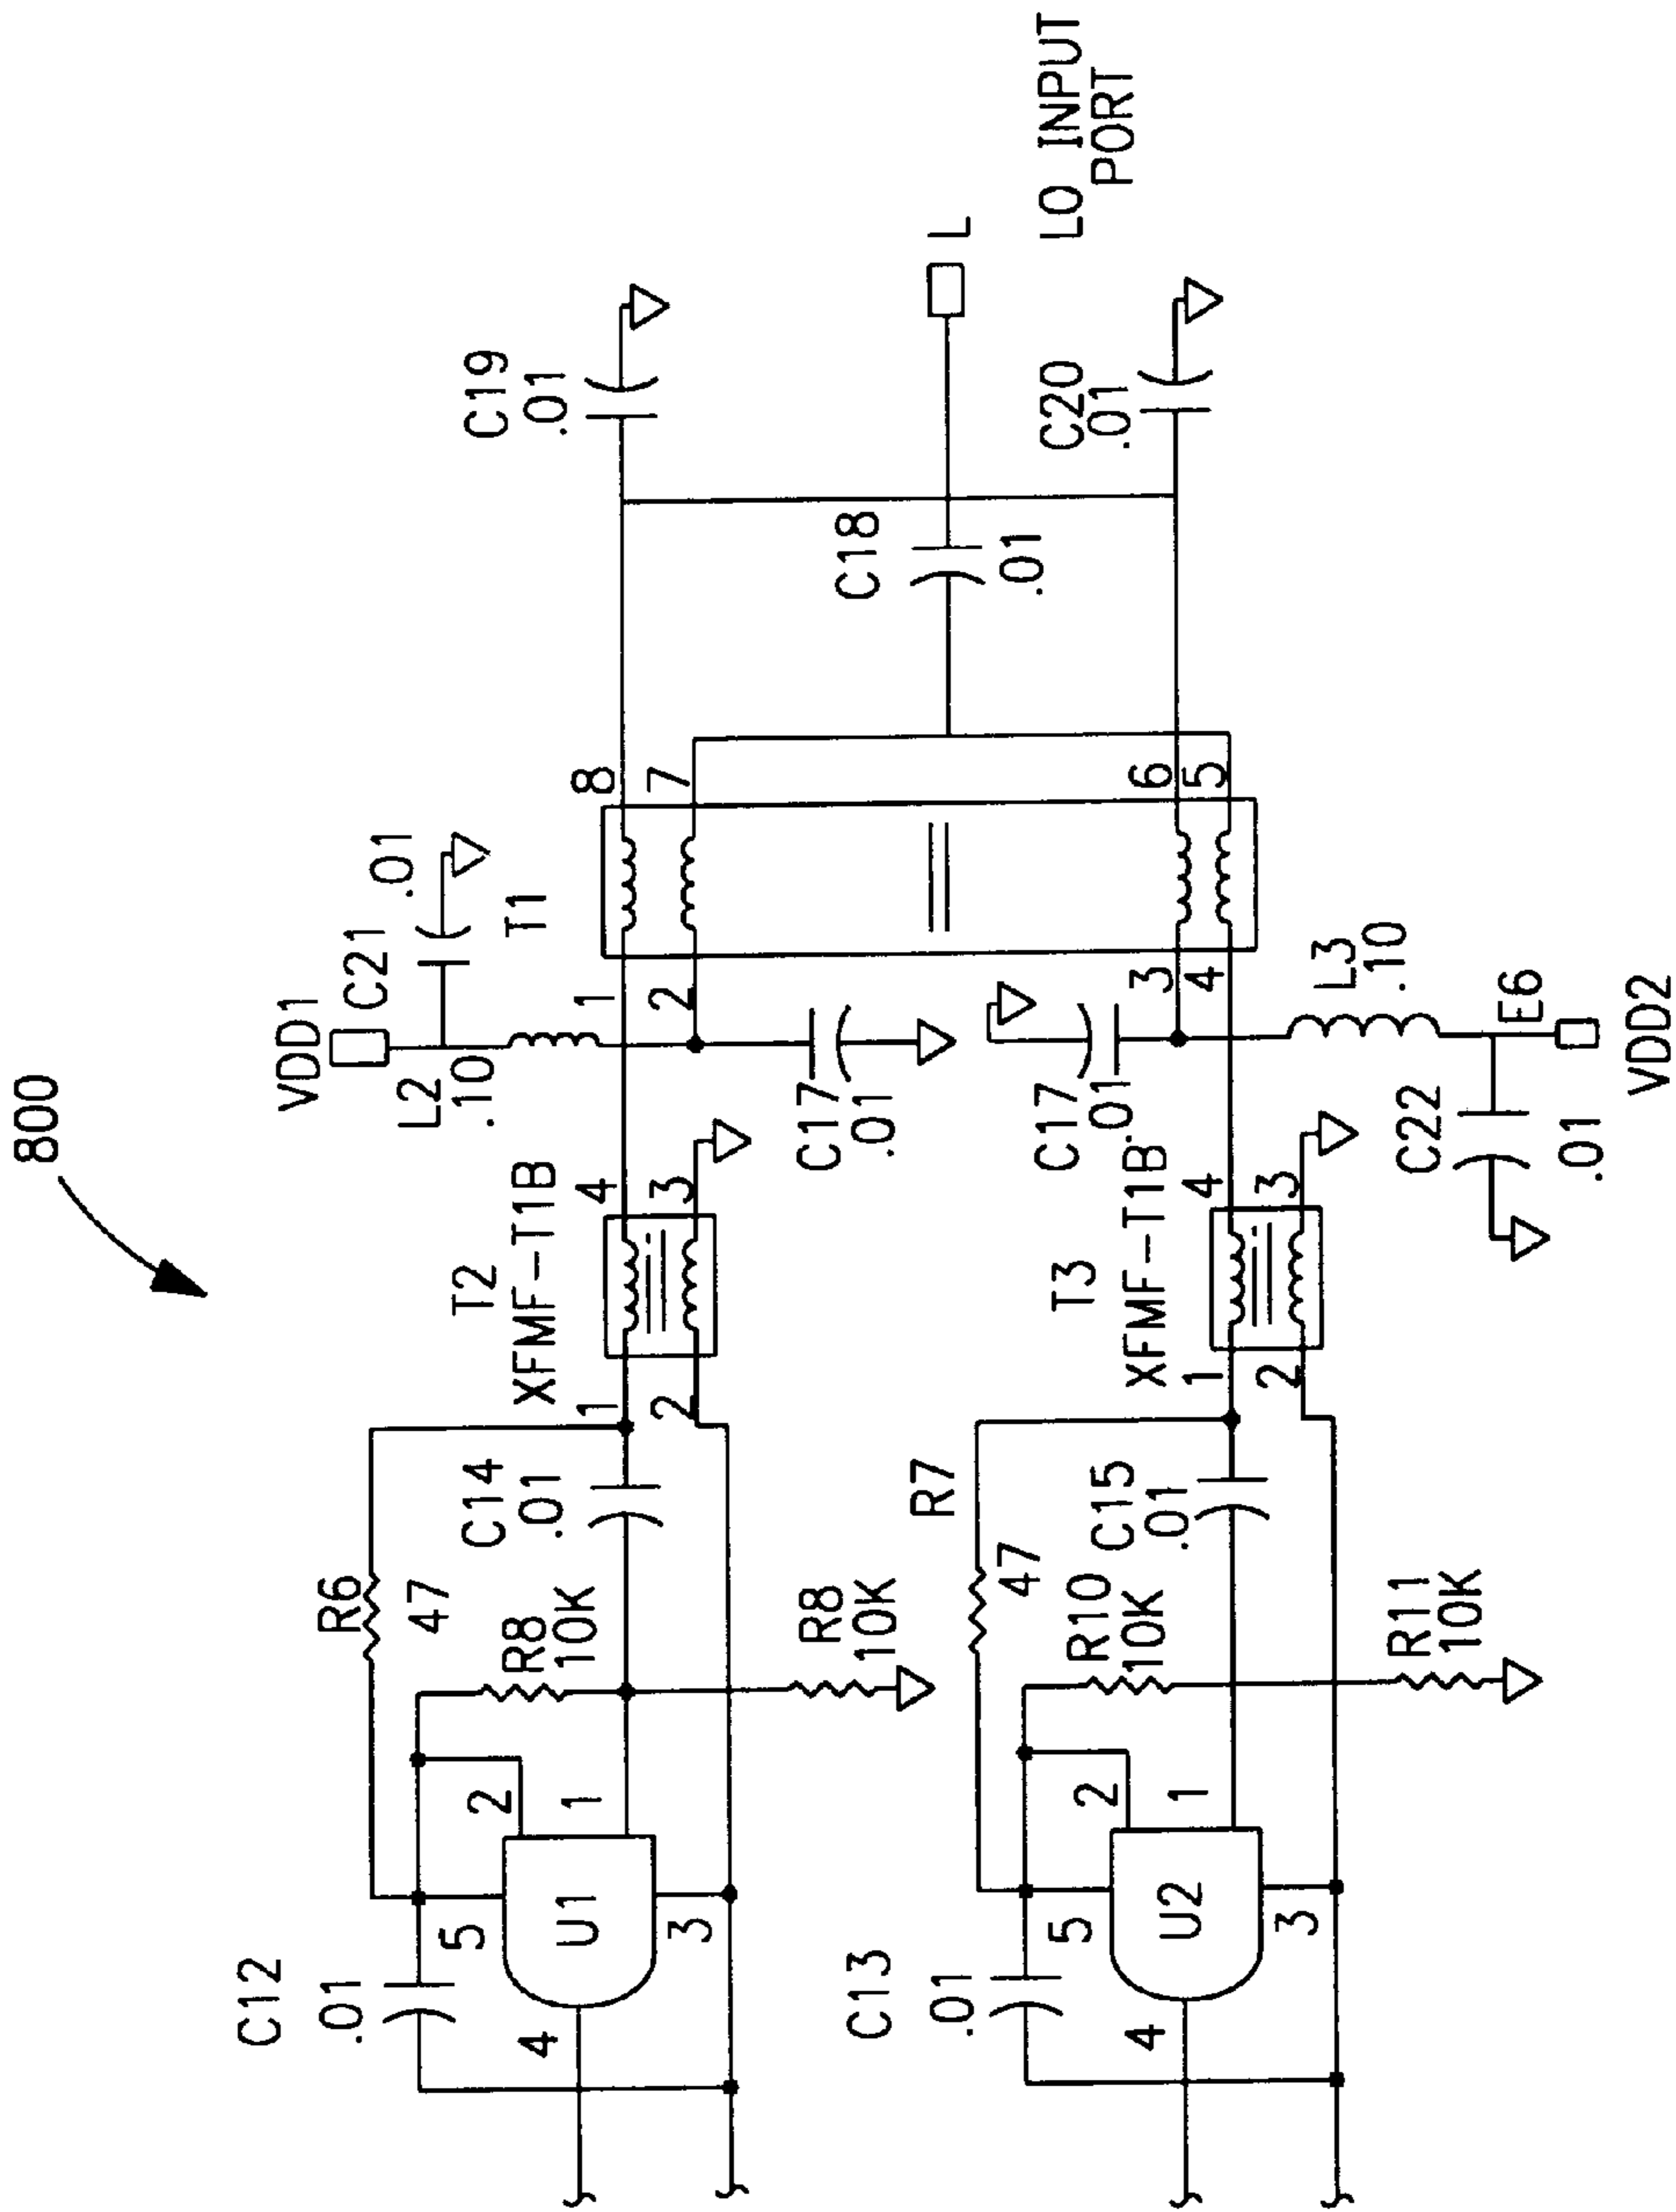 800
VDD1
C21
.01
L2
.10
T1
1
2
8
7
3
4
6
5
C19
.01
C18
.01
L
LO INPUT
PORT
C20
.01
C17
.01
C17
.01
L3
.10
E6
VDD2
C22
.01
T2
XFMF-T1B
1
2
4
3
T3
XFMF-T1B
1
2
4
3
R6
47
C14
.01
R8
10K
R8
10K
C12
.01
5
2
1
U1
3
4
R7
47
C15
.01
R10
10K
R11
10K
C13
.01
5
2
1
U2
3
4